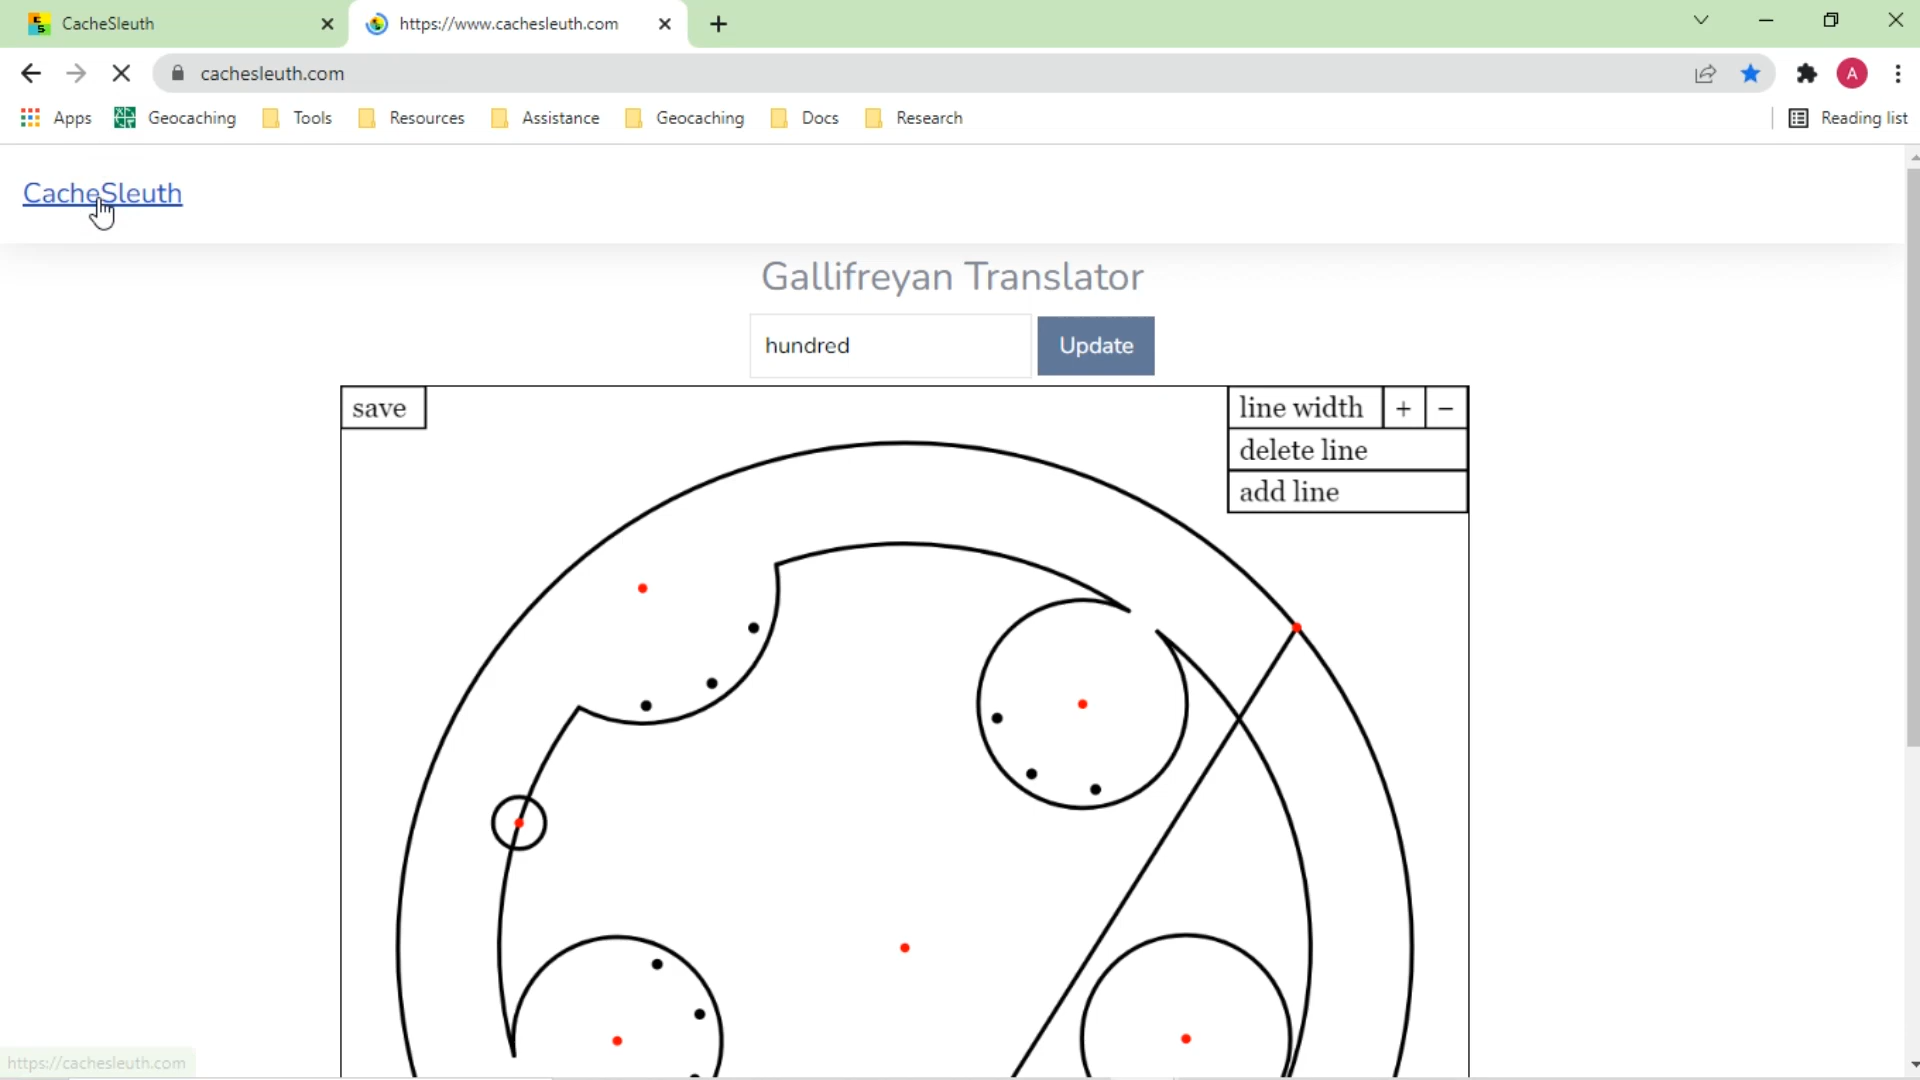 CacheSleuth
https://www.cachesleuth.com
cachesleuth.com
A
Apps
Geocaching
Tools
Resources
Assistance
Geocaching
Docs
Research
Reading list
CacheSleuth
Gallifreyan Translator
hundred
Update
save
line width + −
delete line
add line
https://cachesleuth.com